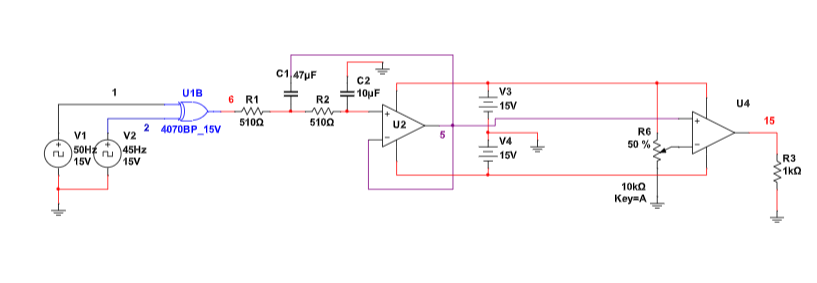 1
U1B
2
4070BP_15V
V1
50Hz
15V
V2
45Hz
15V
6
R1
510Ω
C1
47µF
R2
510Ω
C2
10µF
U2
5
V3
15V
V4
15V
R6
50 %
10kΩ
Key=A
U4
15
R3
1kΩ